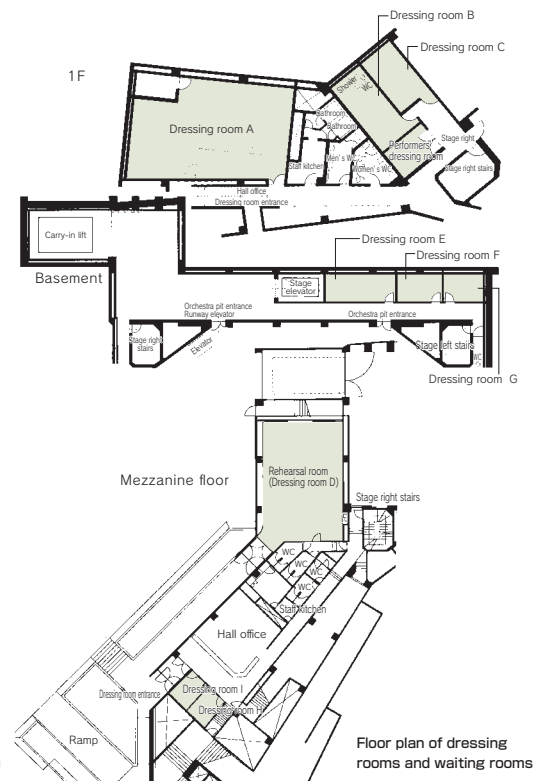 Dressing room B
Dressing room C
1F
Shower
WC
Bathroom
Bathroom
Dressing room A
Performers'
dressing room
Stage right
Staff kitchen
Men's WC
Women's WC
Stage right stairs
Hall office
Dressing room entrance
Carry-in lift
Dressing room E
Dressing room F
Basement
Stage
elevator
Orchestra pit entrance
Runway elevator
Orchestra pit entrance
Stage right
stairs
Elevator
Stage left stairs
WC
Dressing room G
Mezzanine floor
Rehearsal room
(Dressing room D)
Stage right stairs
WC
WC
WC
WC
Staff kitchen
Hall office
Dressing room entrance
Dressing room I
Dressing room H
Ramp
Floor plan of dressing
rooms and waiting rooms